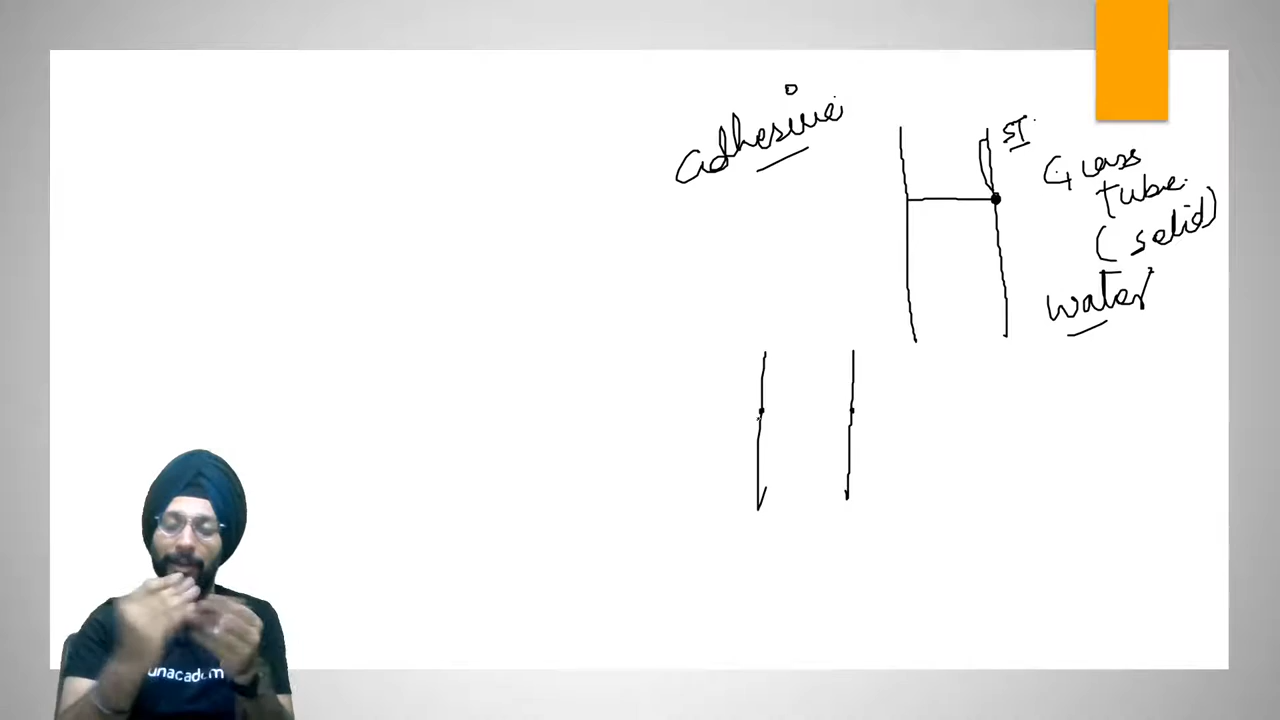 adhesive
ST.
Glass
tube.
(solid)
water
unacadem